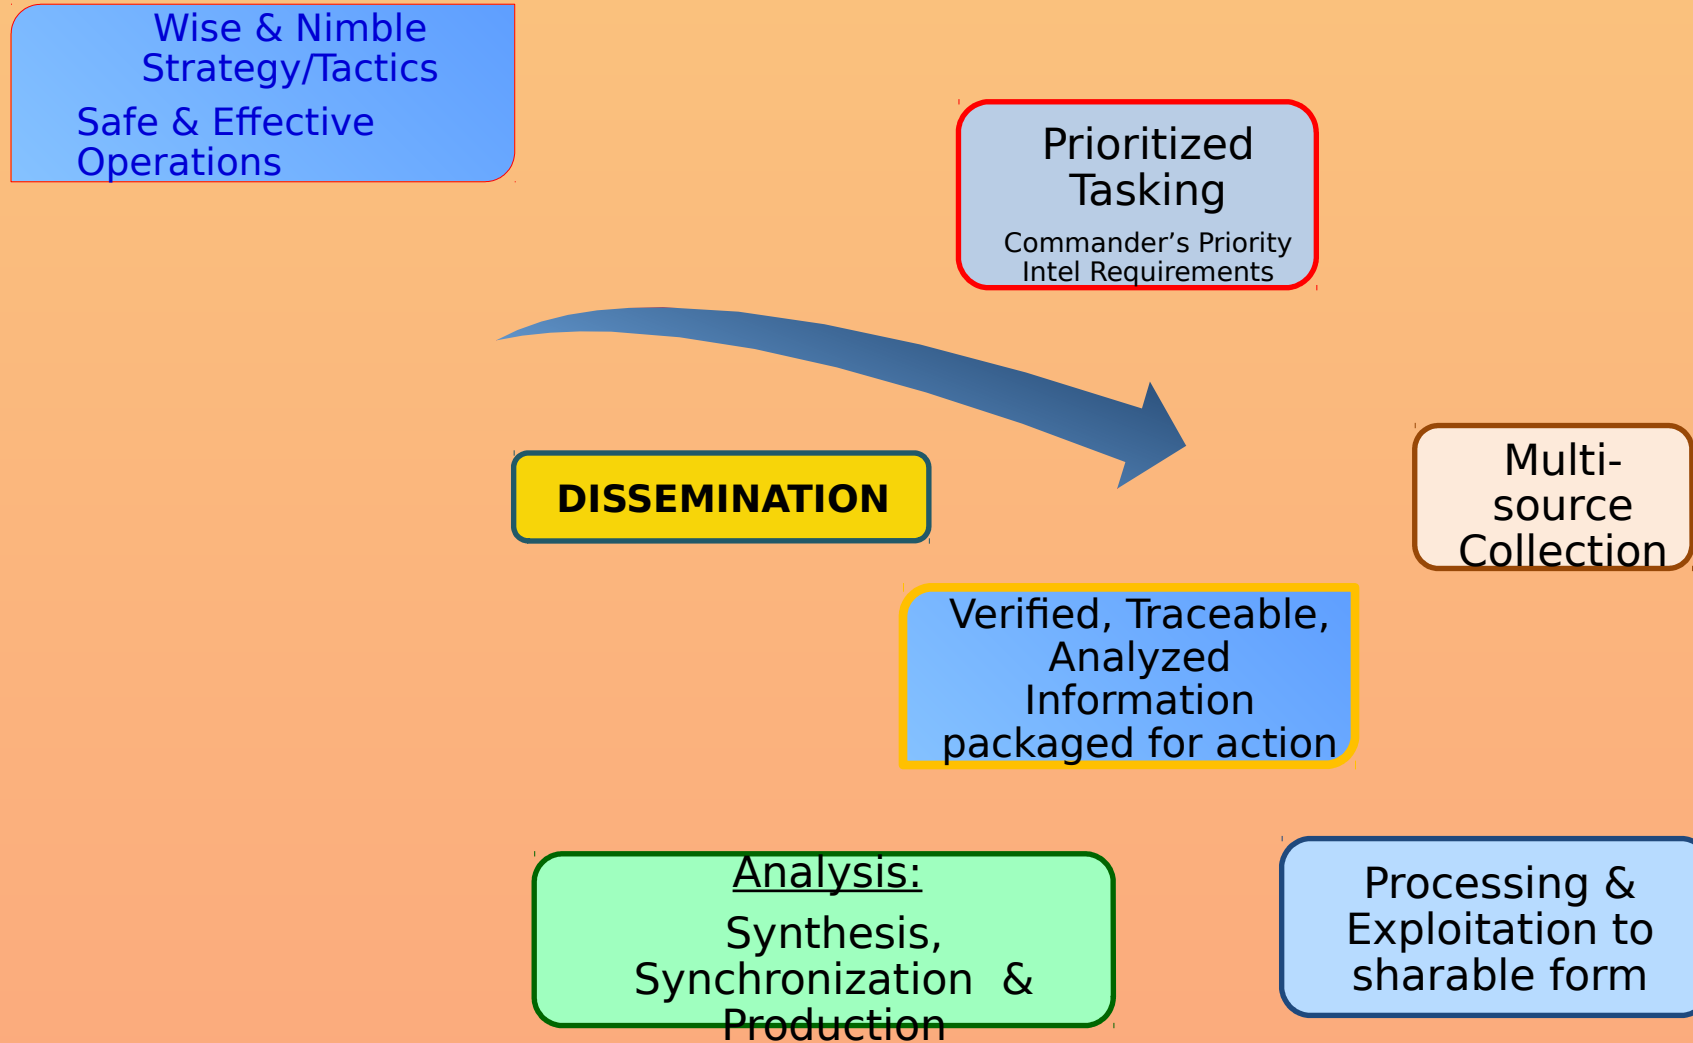 Wise & Nimble
Strategy/Tactics
Safe & Effective
Operations
Prioritized
Tasking
Commander’s Priority
Intel Requirements
DISSEMINATION
Multi-
source
Collection
Verified, Traceable,
Analyzed
Information
packaged for action
Analysis:
Synthesis,
Synchronization  &
Production
Processing &
Exploitation to
sharable form